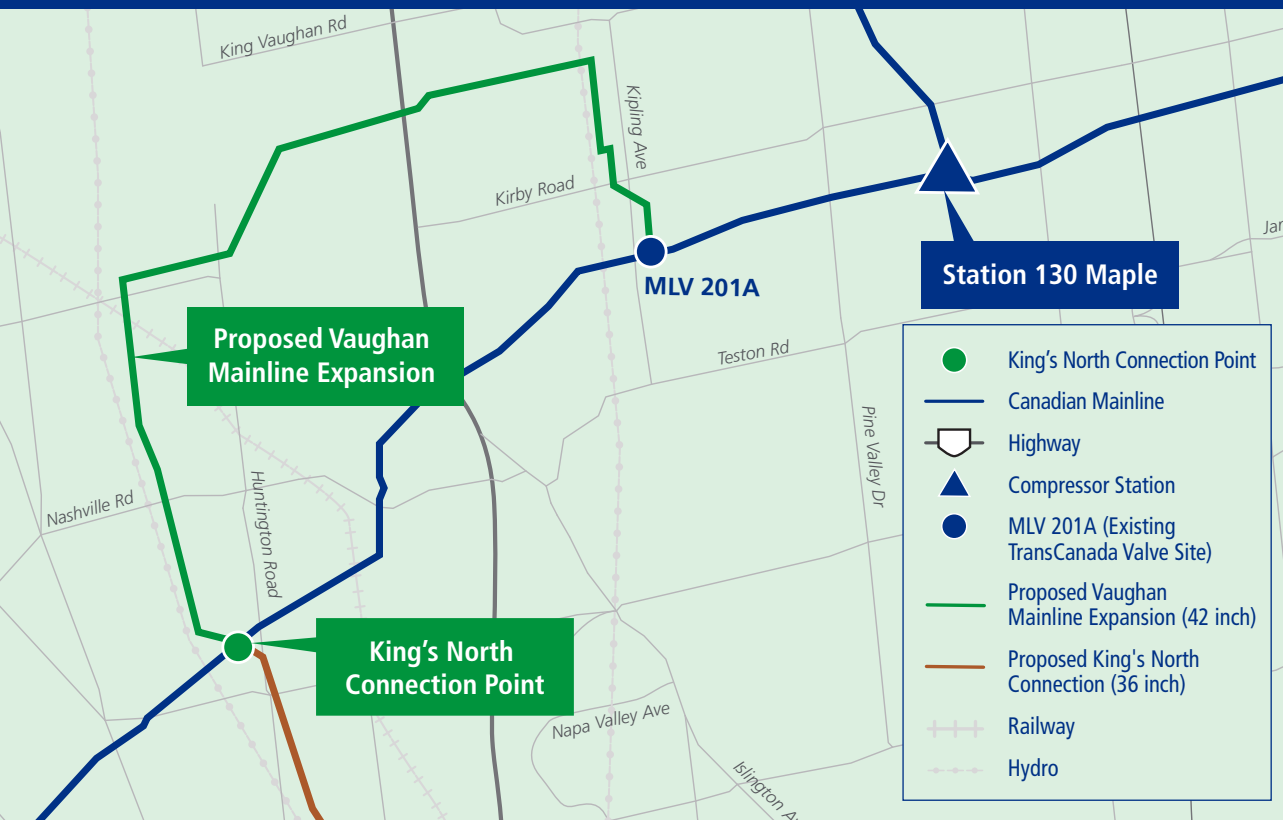 King Vaughan Rd
Kipling Ave
Kirby Road
MLV 201A
Station 130 Maple
Proposed Vaughan
Mainline Expansion
Teston Rd
Pine Valley Dr
Nashville Rd
Huntington Road
King's North
Connection Point
Napa Valley Ave
Islington Av
Jar
King's North Connection Point
Canadian Mainline
Highway
Compressor Station
MLV 201A (Existing
TransCanada Valve Site)
Proposed Vaughan
Mainline Expansion (42 inch)
Proposed King's North
Connection (36 inch)
Railway
Hydro